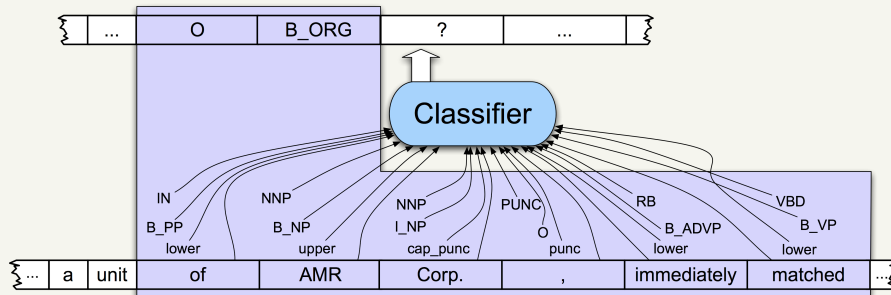 ... O B_ORG ? ...
Classifier
IN NNP NNP PUNC RB VBD
B_PP B_NP I_NP O B_ADVP B_VP
lower upper cap_punc punc lower lower
... a unit of AMR Corp. , immediately matched ...